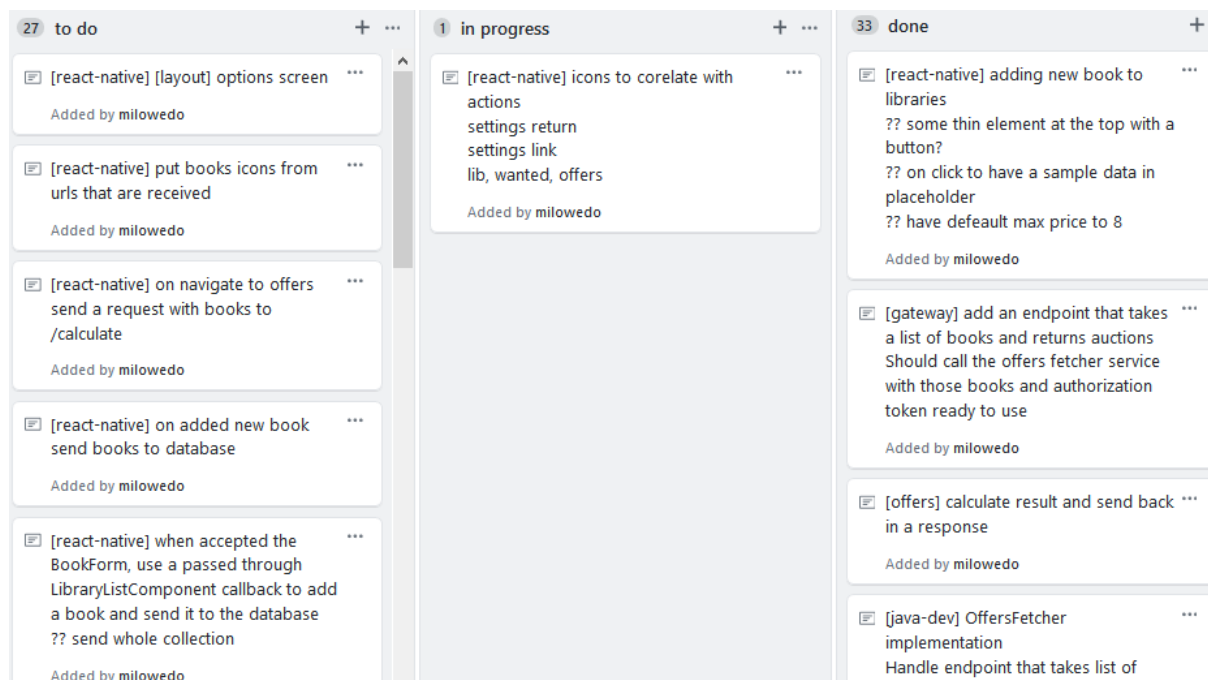 27 to do
[react-native] [layout] options screen
Added by milowedo
[react-native] put books icons from
urls that are received
Added by milowedo
[react-native] on navigate to offers
send a request with books to
/calculate
Added by milowedo
[react-native] on added new book
send books to database
Added by milowedo
[react-native] when accepted the
BookForm, use a passed through
LibraryListComponent callback to add
a book and send it to the database
?? send whole collection
Added by milowedo
1 in progress
[react-native] icons to corelate with
actions
settings return
settings link
lib, wanted, offers
Added by milowedo
33 done
[react-native] adding new book to
libraries
?? some thin element at the top with a
button?
?? on click to have a sample data in
placeholder
?? have defeault max price to 8
Added by milowedo
[gateway] add an endpoint that takes
a list of books and returns auctions
Should call the offers fetcher service
with those books and authorization
token ready to use
Added by milowedo
[offers] calculate result and send back
in a response
Added by milowedo
[java-dev] OffersFetcher
implementation
Handle endpoint that takes list of